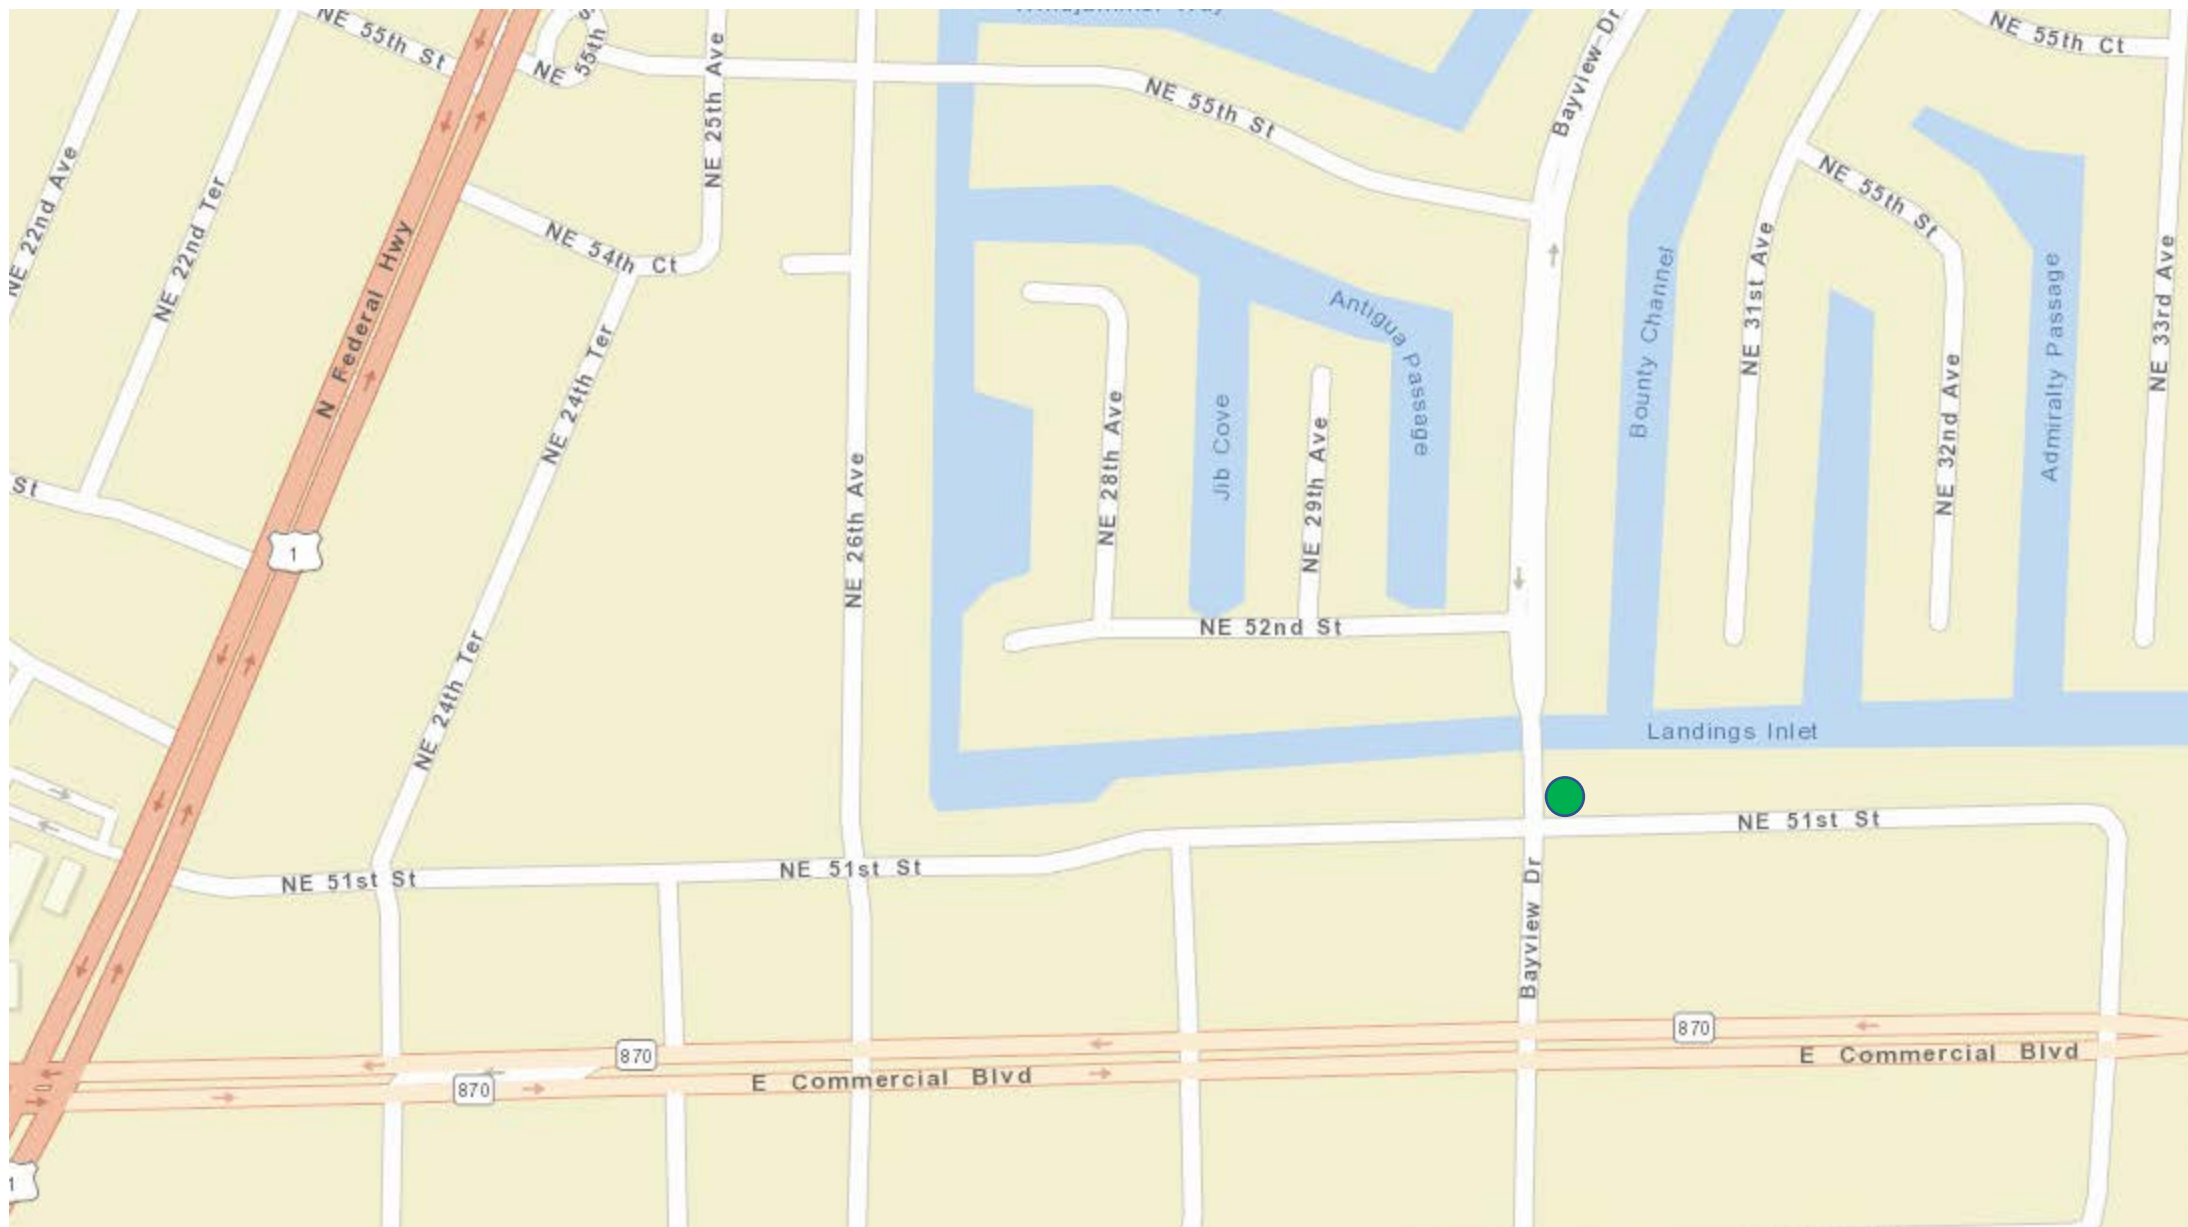 NE 55th St
NE 55th
NE 25th Ave
NE 55th St
Bayview Dr
NE 55th Ct
NE 22nd Ave
NE 22nd Ter
N Federal Hwy
NE 54th Ct
NE 55th St
NE 24th Ter
Antigua Passage
Bounty Channel
NE 31st Ave
Admiralty Passage
NE 33rd Ave
NE 28th Ave
Jib Cove
NE 29th Ave
NE 32nd Ave
St
NE 26th Ave
1
NE 52nd St
NE 24th Ter
Landings Inlet
NE 51st St
NE 51st St
NE 51st St
Bayview Dr
870
870
870
E Commercial Blvd
E Commercial Blvd
1